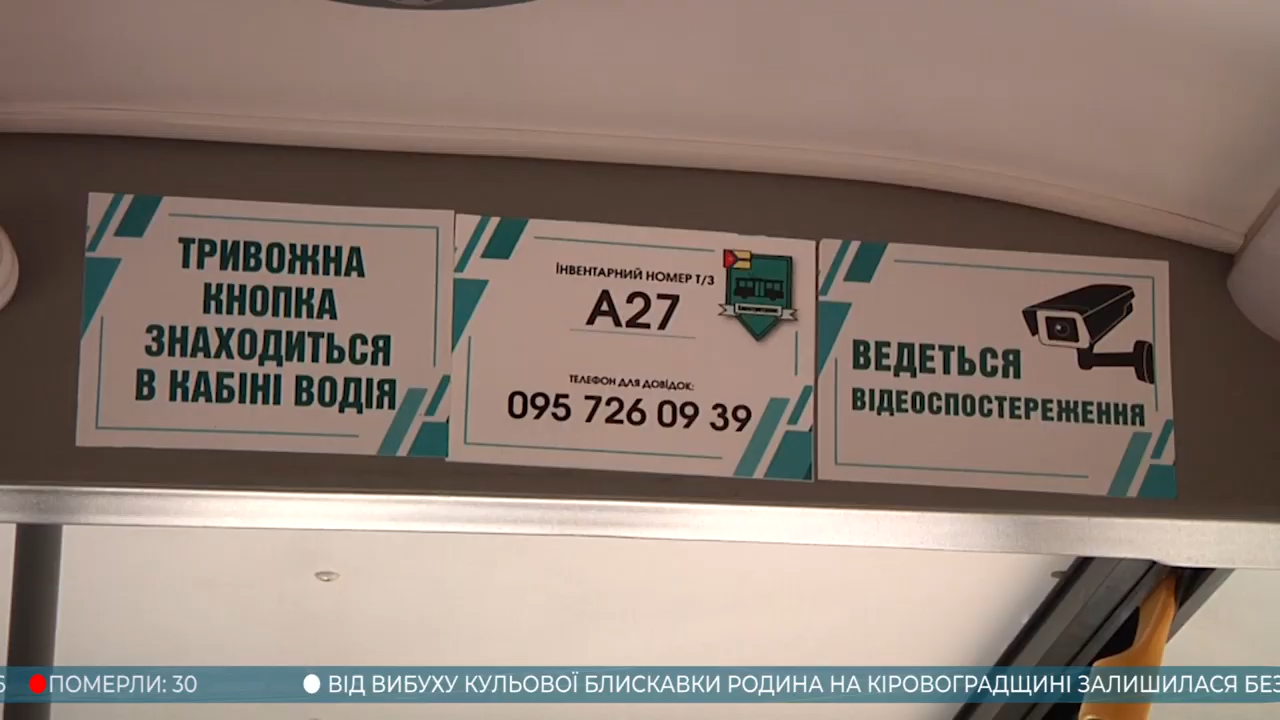 ТРИВОЖНА
КНОПКА
ЗНАХОДИТЬСЯ
В КАБІНІ ВОДІЯ
ІНВЕНТАРНИЙ НОМЕР Т/З
А27
ТЕЛЕФОН ДЛЯ ДОВІДОК:
095 726 09 39
ВЕДЕТЬСЯ
ВІДЕОСПОСТЕРЕЖЕННЯ
ПОМЕРЛИ: 30
ВІД ВИБУХУ КУЛЬОВОЇ БЛИСКАВКИ РОДИНА НА КІРОВОГРАДЩИНІ ЗАЛИШИЛАСЯ БЕЗ